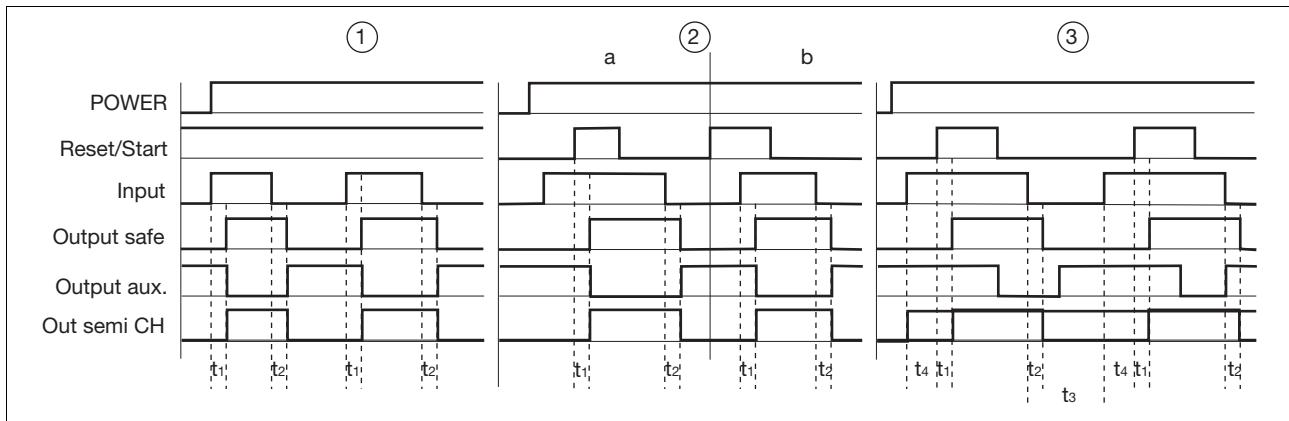 ① ② ③
a b
POWER
Reset/Start
Input
Output safe
Output aux.
Out semi CH
t1 t2 t1 t2 t1 t2 t1 t2 t4 t1 t2 t4 t1 t2
t3